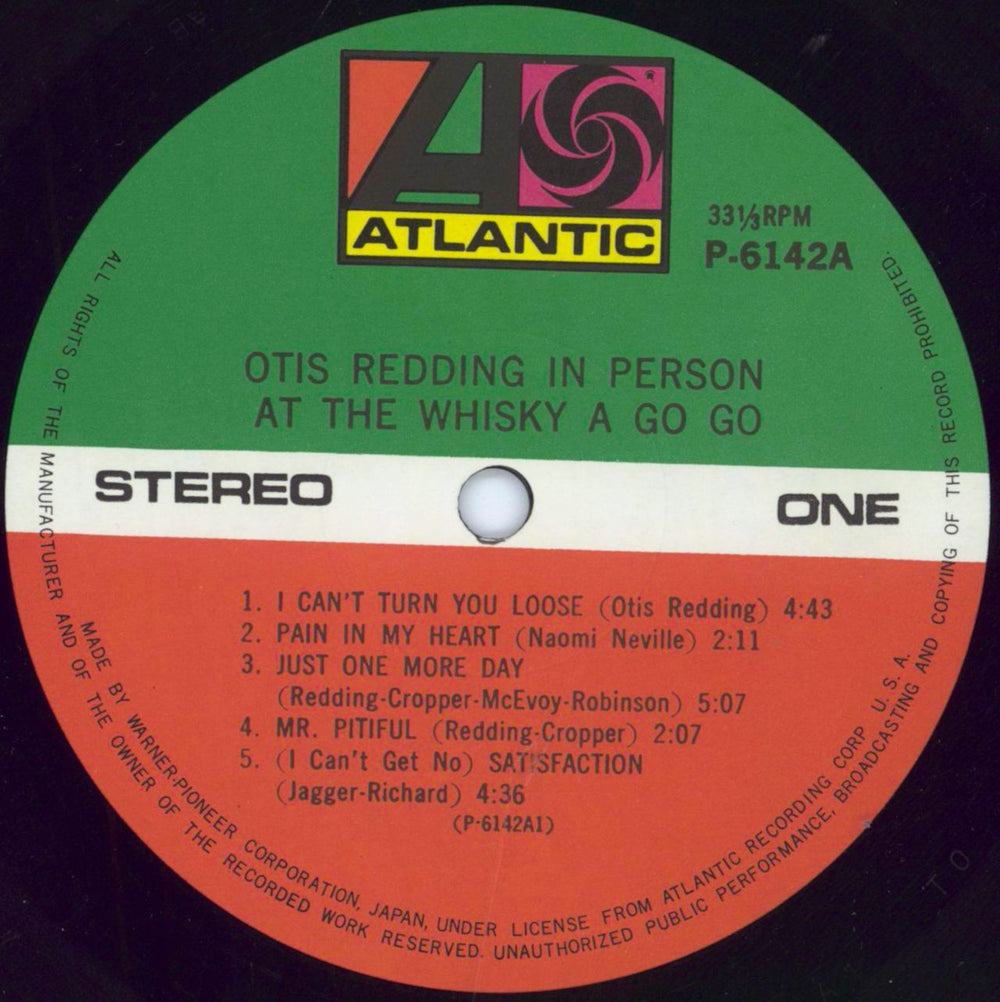 ATLANTIC
33⅓RPM
P-6142A
OTIS REDDING IN PERSON
AT THE WHISKY A GO GO
STEREO
ONE
1. I CAN'T TURN YOU LOOSE (Otis Redding) 4:43
2. PAIN IN MY HEART (Naomi Neville) 2:11
3. JUST ONE MORE DAY
(Redding-Cropper-McEvoy-Robinson) 5:07
4. MR. PITIFUL (Redding-Cropper) 2:07
5. (I Can't Get No) SATISFACTION
(Jagger-Richard) 4:36
(P-6142A1)
MADE BY WARNER-PIONEER CORPORATION, JAPAN, UNDER LICENSE FROM ATLANTIC RECORDING CORP U. S. A.
ALL RIGHTS OF THE MANUFACTURER AND OF THE OWNER OF THE RECORDED WORK RESERVED. UNAUTHORIZED PUBLIC PERFORMANCE, BROADCASTING AND COPYING OF THIS RECORD PROHIBITED.